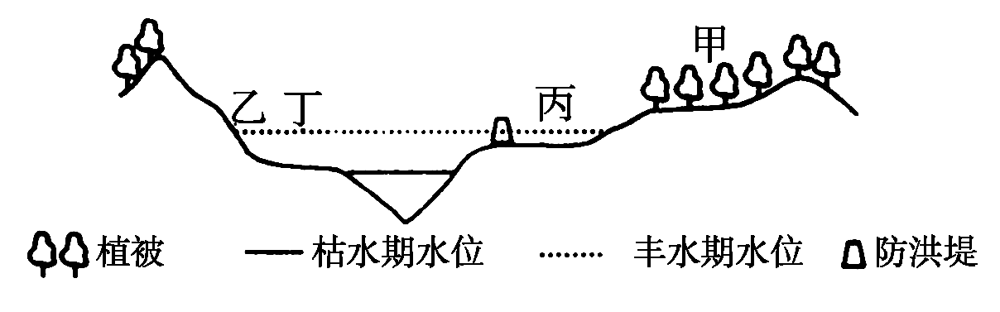 甲
乙 丁 丙
植被 枯水期水位 丰水期水位 防洪堤